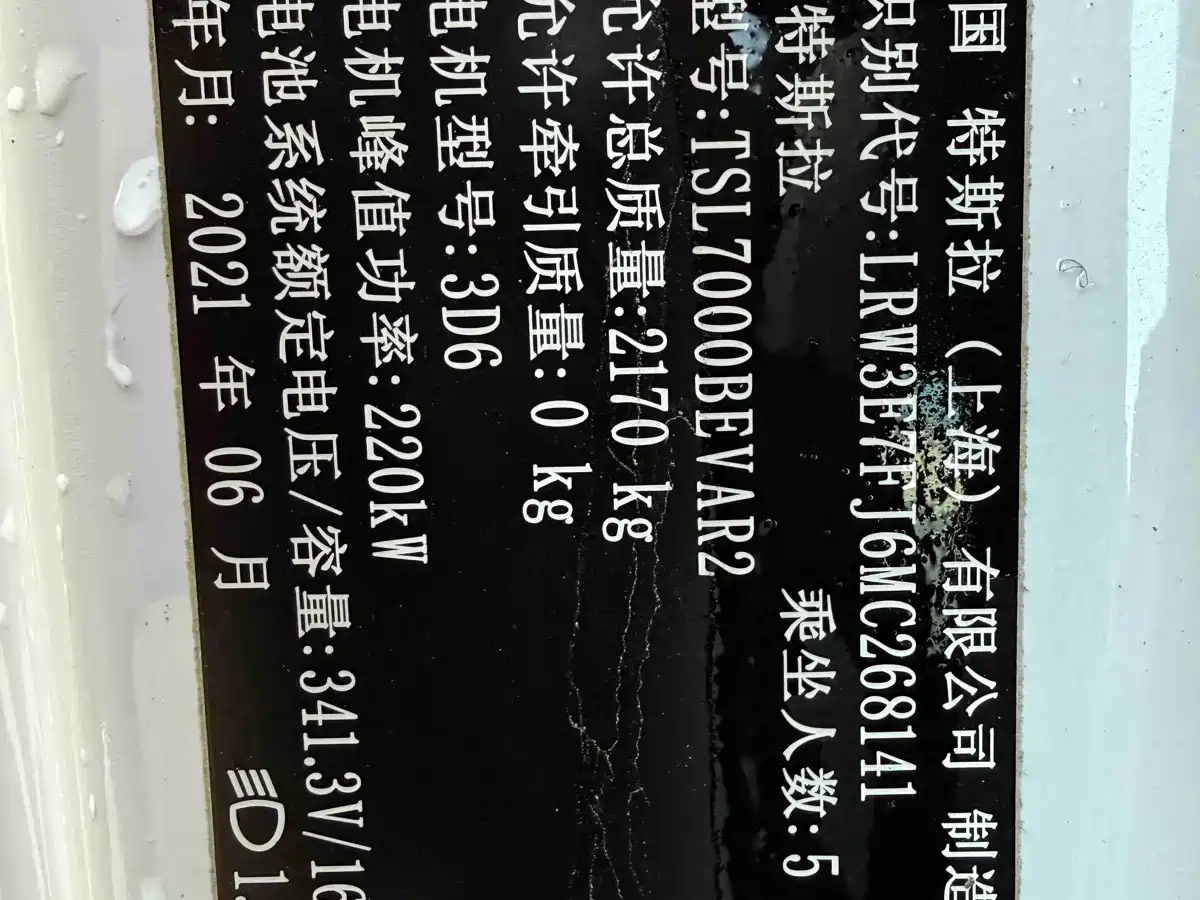 国 特斯拉（上海）有限公司 制造
识别代号:LRW3E7FJ6MC268141
特斯拉 乘坐人数:5
型号:TSL7000BEVAR2
允许总质量:2170 kg
允许牵引质量: 0 kg
电机型号:3D6
电机峰值功率:220kW
电池系统额定电压/容量:341.3V/16
年月: 2021 年 06 月 1.